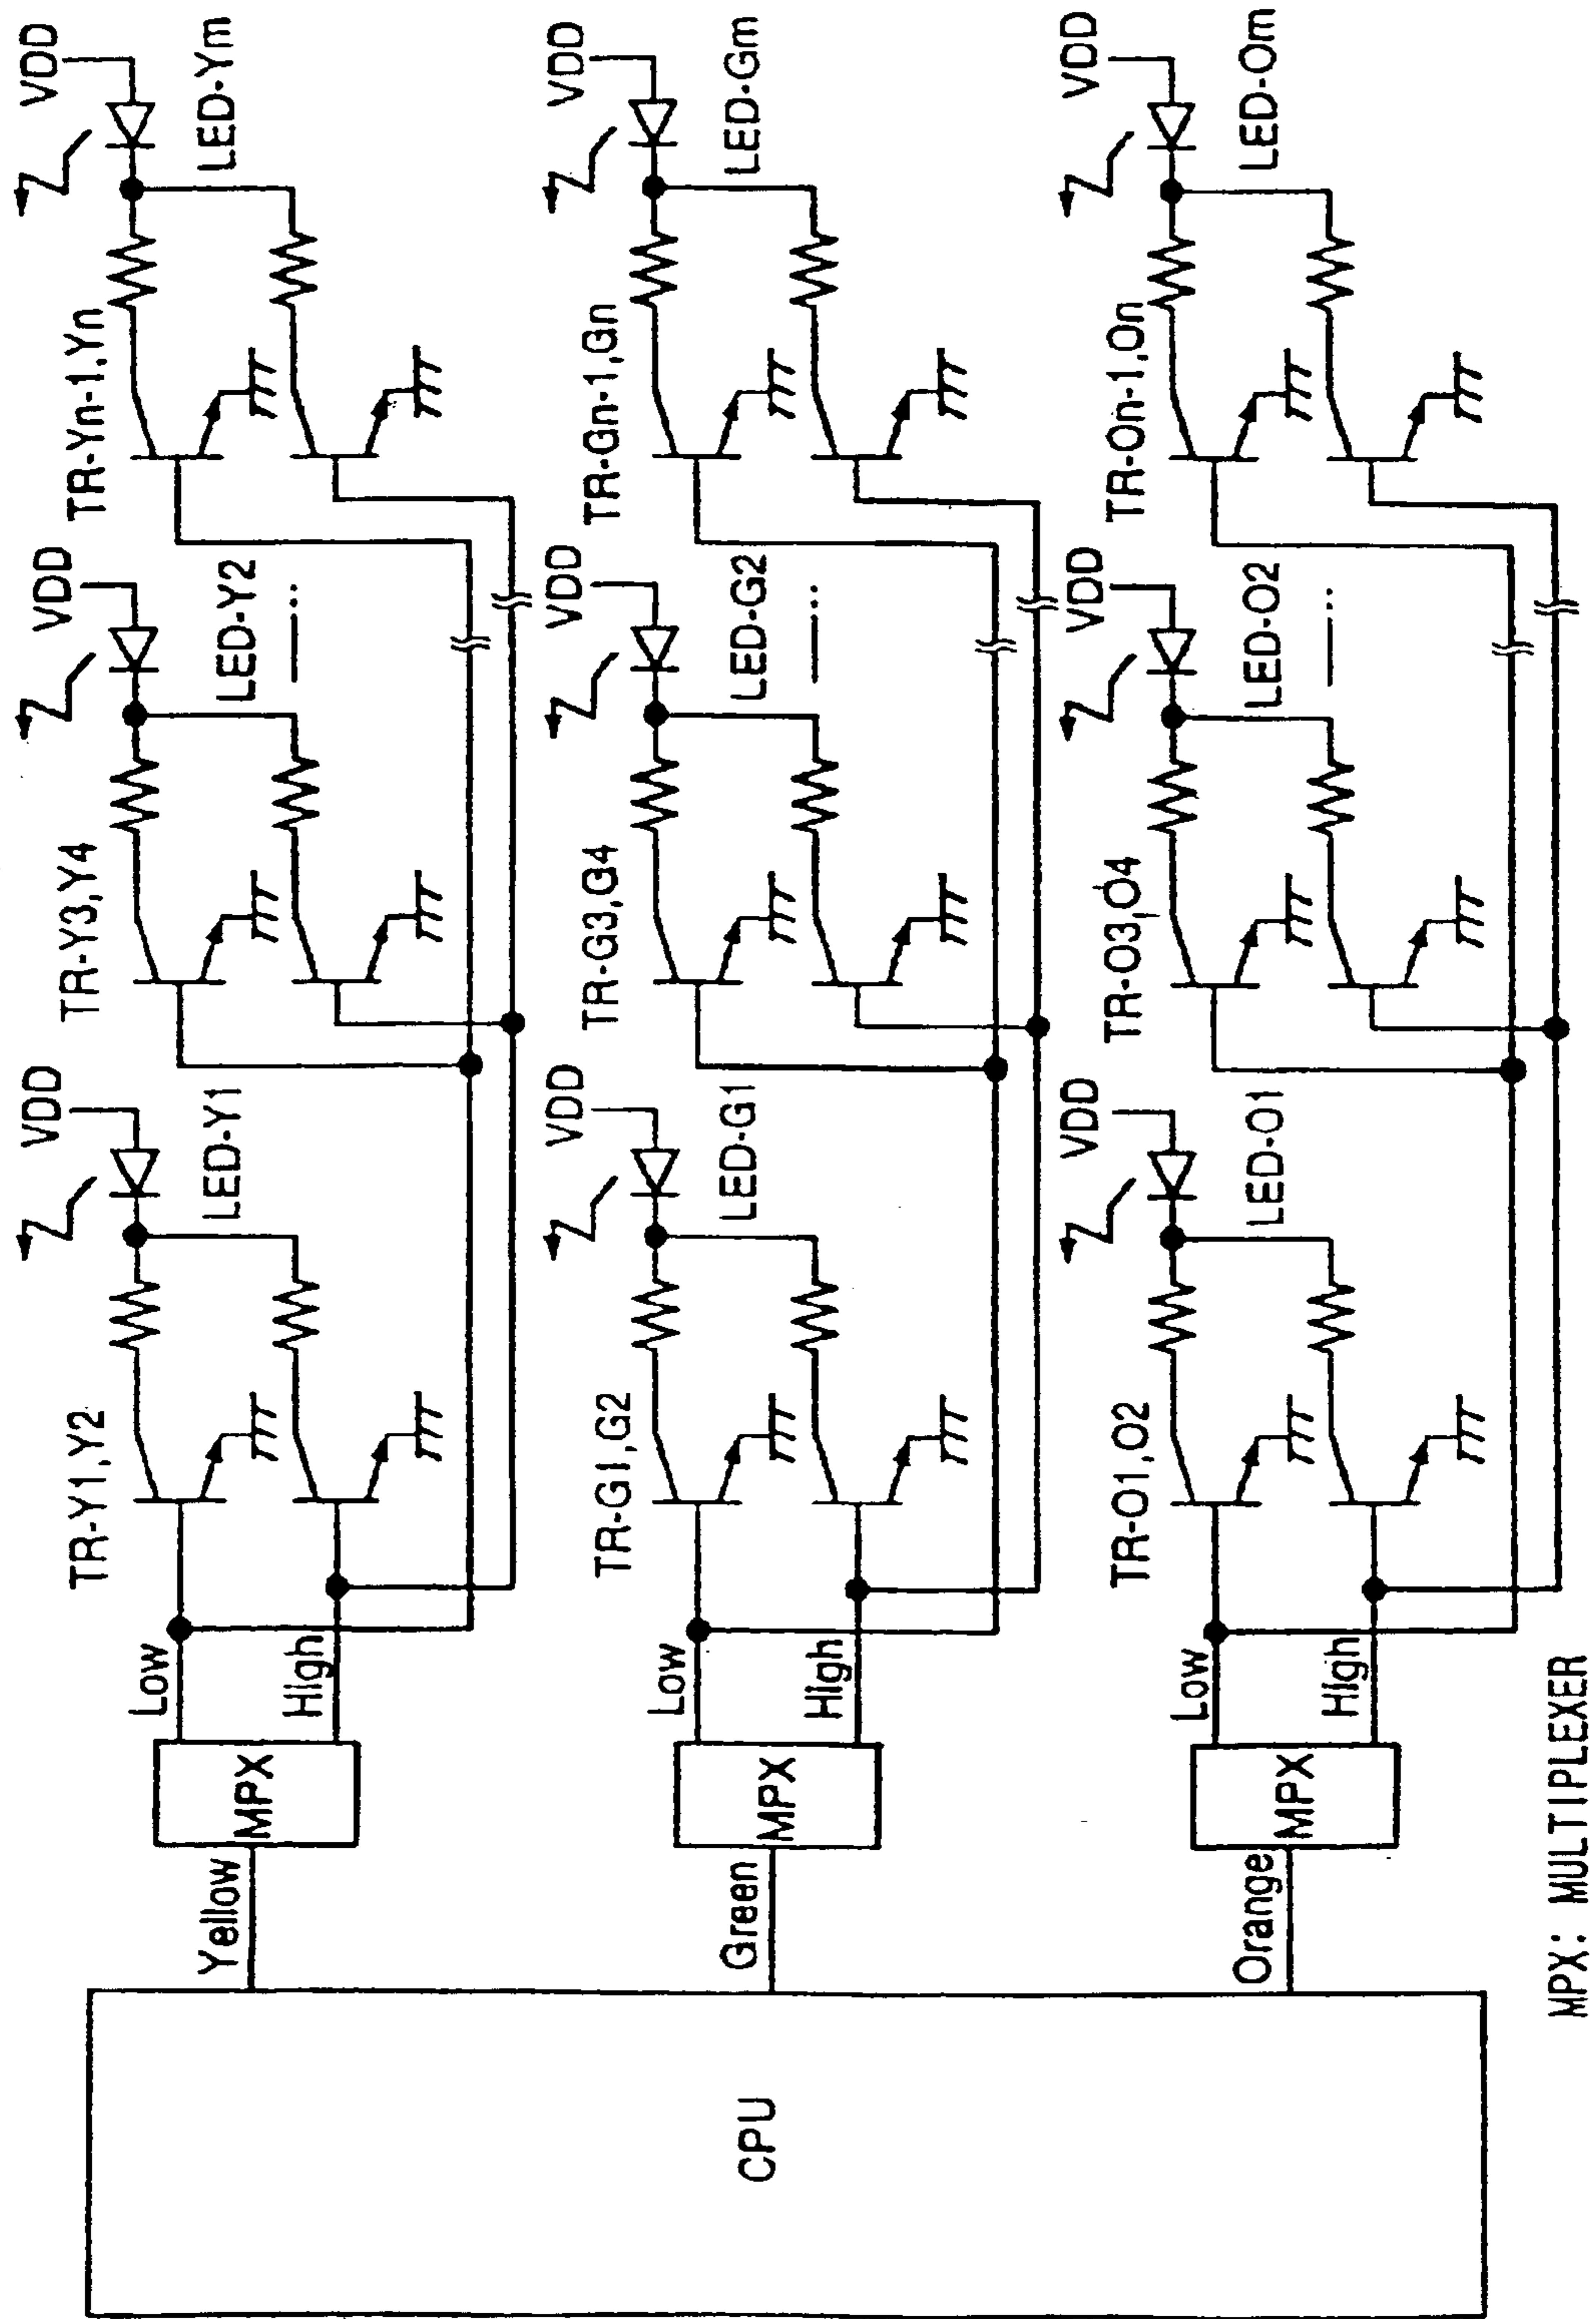 CPU
Yellow
MPX
Low
High
TR-Y1,Y2
VDD
LED-Y1
TR-Y3,Y4
VDD
LED-Y2
TR-Yn-1,Yn
VDD
LED-Ym
Green
MPX
Low
High
TR-G1,G2
VDD
LED-G1
TR-G3,G4
VDD
LED-G2
TR-Gn-1,Gn
VDD
LED-Gm
Orange
MPX
Low
High
TR-O1,O2
VDD
LED-O1
TR-O3,O4
VDD
LED-O2
TR-On-1,On
VDD
LED-Om
MPX: MULTIPLEXER